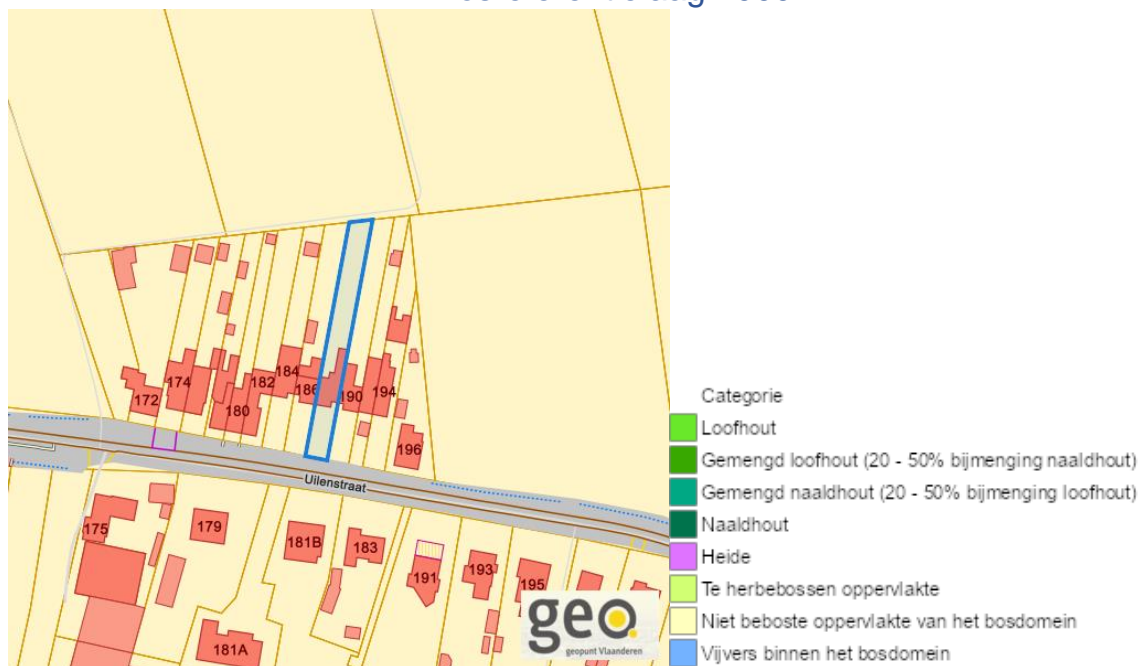 172
174
180
182
184
186
190
194
196
Uilenstraat
175
179
181B
183
191
193
195
181A
geo.
geopunt Vlaanderen
Categorie
Loofhout
Gemengd loofhout (20 - 50% bijmenging naaldhout)
Gemengd naaldhout (20 - 50% bijmenging loofhout)
Naaldhout
Heide
Te herbebossen oppervlakte
Niet beboste oppervlakte van het bosdomein
Vijvers binnen het bosdomein